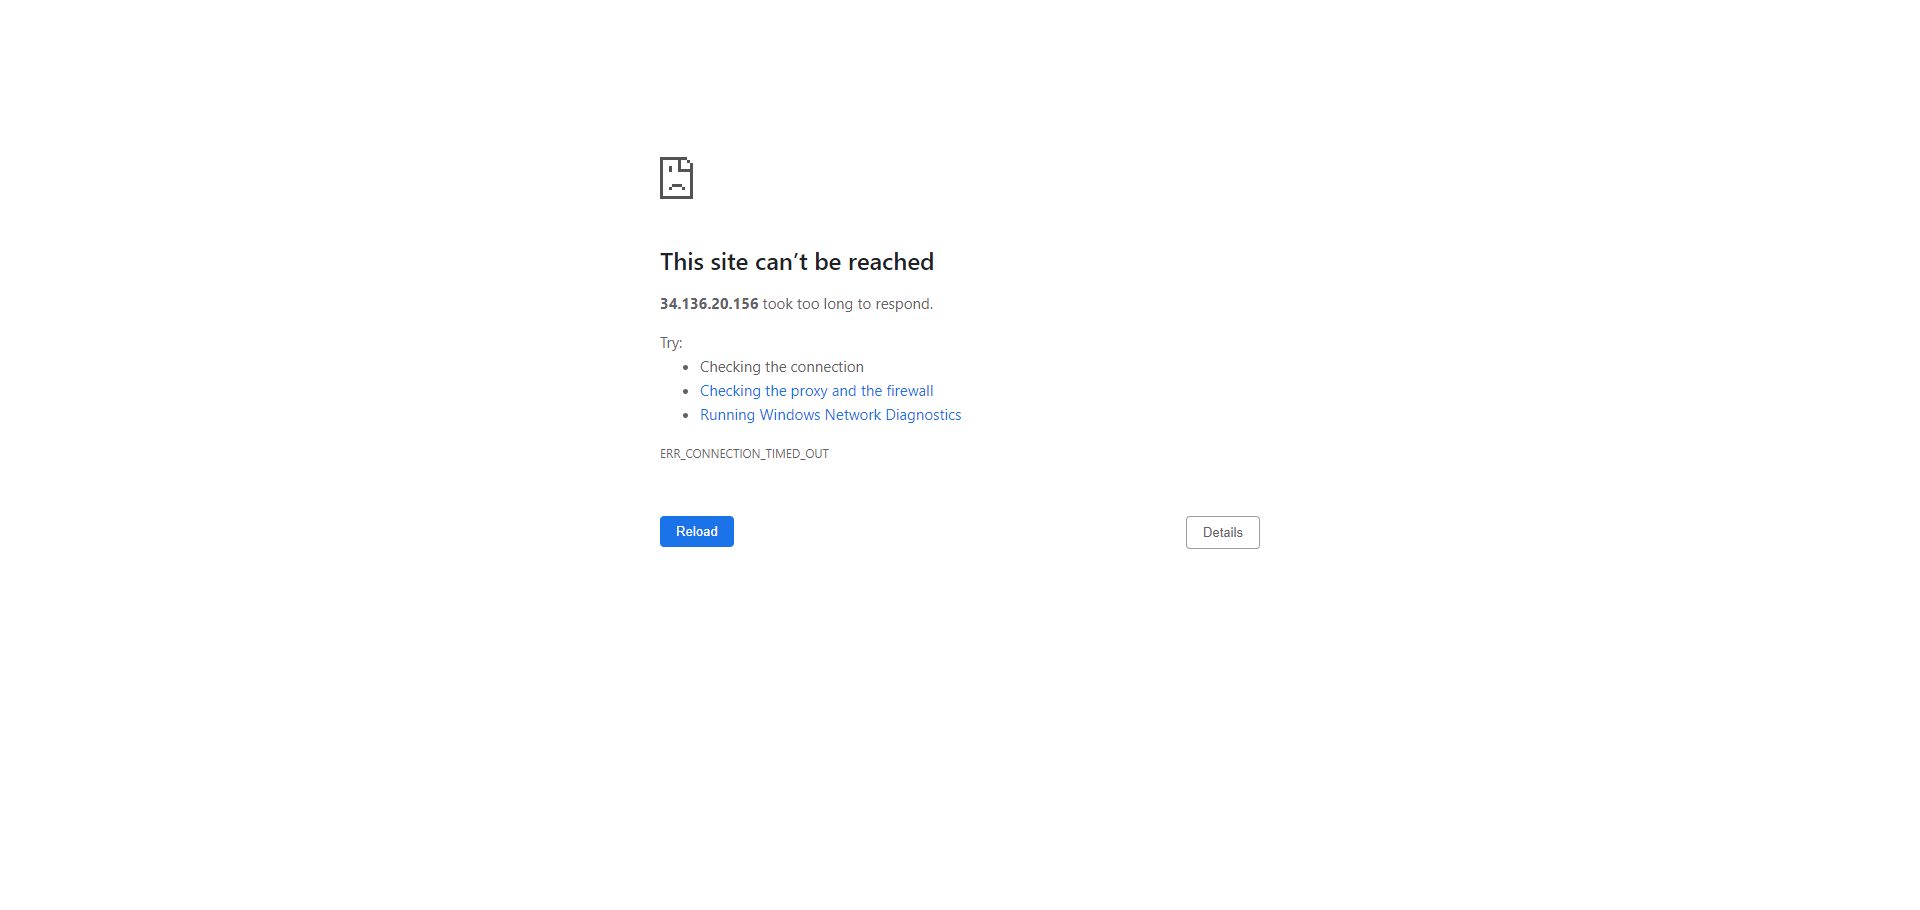 This site can’t be reached
34.136.20.156 took too long to respond.
Try:
Checking the connection
Checking the proxy and the firewall
Running Windows Network Diagnostics
ERR_CONNECTION_TIMED_OUT
Reload
Details